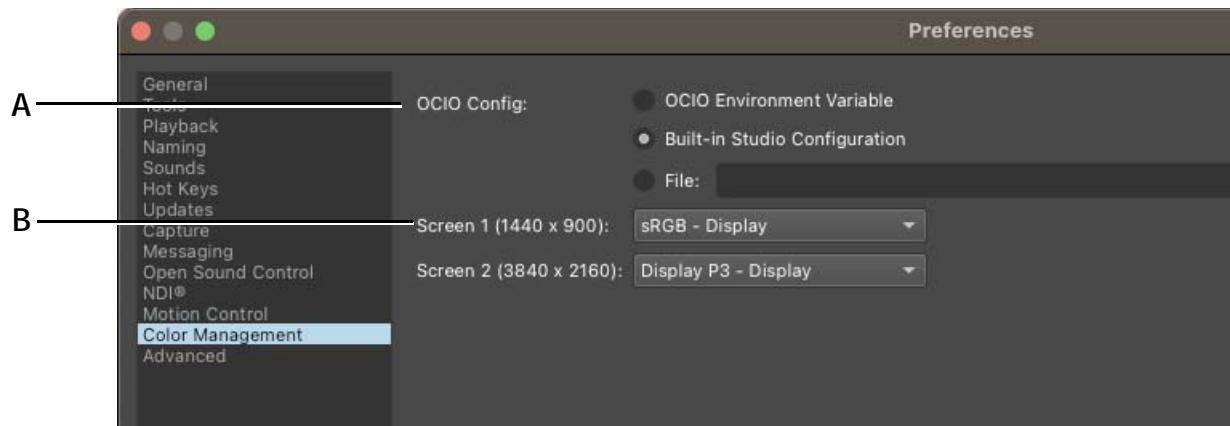 Preferences
General
A
Tools
OCIO Config:
OCIO Environment Variable
Playback
Naming
Built-in Studio Configuration
Sounds
Hot Keys
File:
Updates
B
Capture
Screen 1 (1440 x 900):
sRGB - Display
Messaging
Open Sound Control
Screen 2 (3840 x 2160):
Display P3 - Display
NDI®
Motion Control
Color Management
Advanced